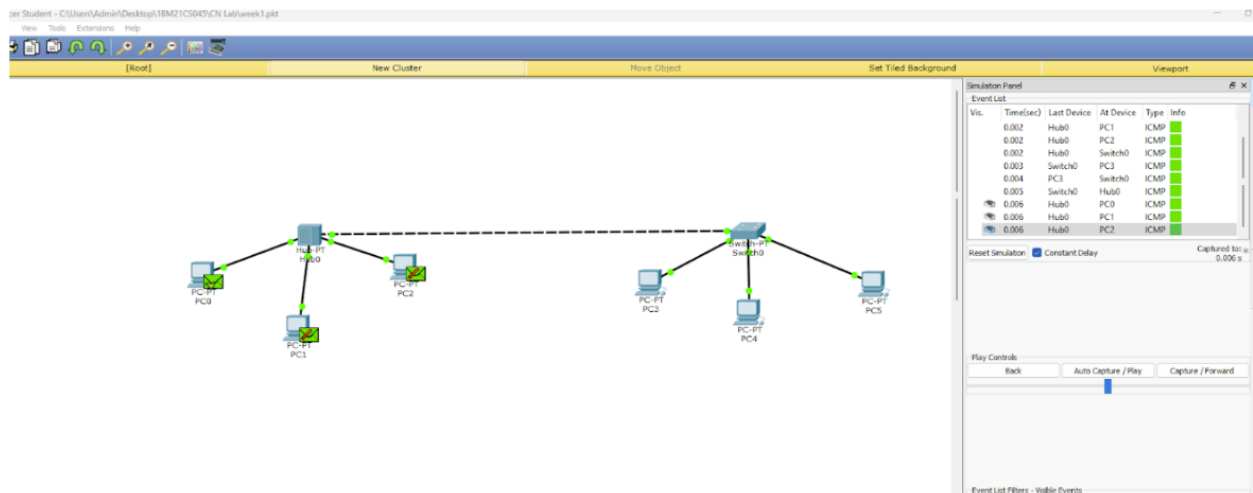 cer Student - C:\Users\Admin\Desktop\1BM21CS045\CN Lab\week1.pkt
View Tools Extensions Help
[Root] New Cluster Move Object Set Tiled Background Viewport
Simulation Panel
Event List
Vis. Time(sec) Last Device At Device Type Info
0.002 Hub0 PC1 ICMP
0.002 Hub0 PC2 ICMP
0.002 Hub0 Switch0 ICMP
0.003 Switch0 PC3 ICMP
0.004 PC3 Switch0 ICMP
0.005 Switch0 Hub0 ICMP
0.006 Hub0 PC0 ICMP
0.006 Hub0 PC1 ICMP
0.006 Hub0 PC2 ICMP
Reset Simulation Constant Delay Captured to:
0.006 s
Hub-PT
Hub0
Switch-PT
Switch0
PC-PT
PC0
PC-PT
PC1
PC-PT
PC2
PC-PT
PC3
PC-PT
PC4
PC-PT
PC5
Play Controls
Back Auto Capture / Play Capture / Forward
Event List Filters - Visible Events